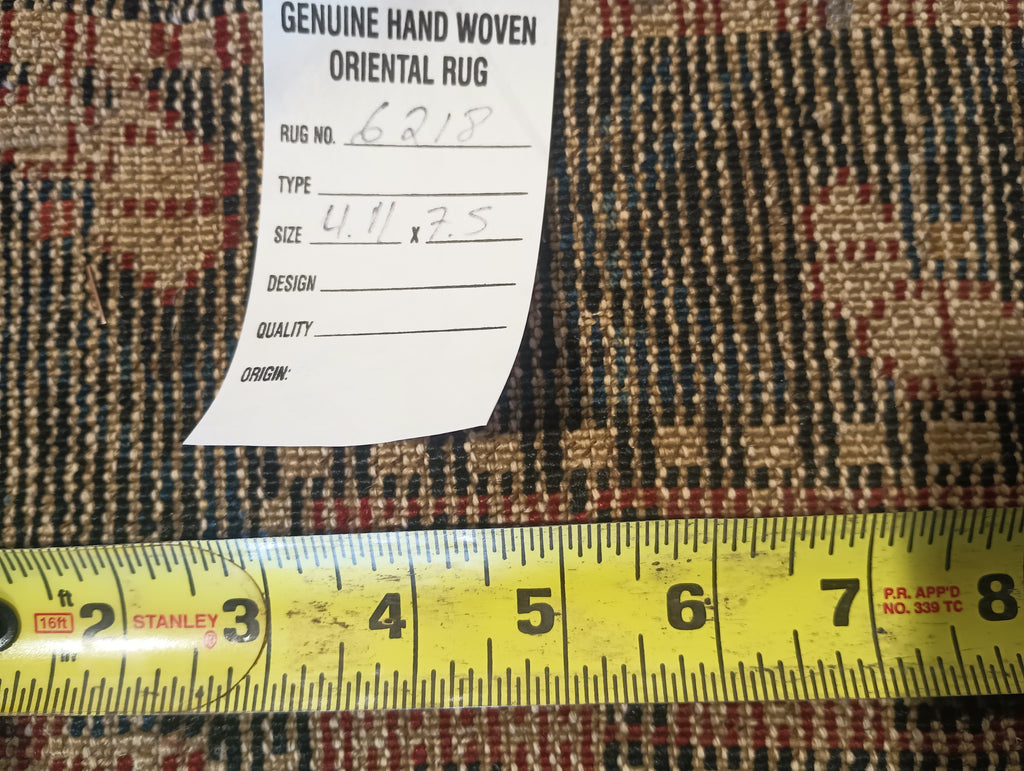 GENUINE HAND WOVEN
ORIENTAL RUG
RUG NO. 6218
TYPE
SIZE 4.11 x 7.5
DESIGN
QUALITY
ORIGIN:
ft 2 3 4 5 6 7 8
16ft STANLEY ® P.R. APP'D
NO. 339 TC
in